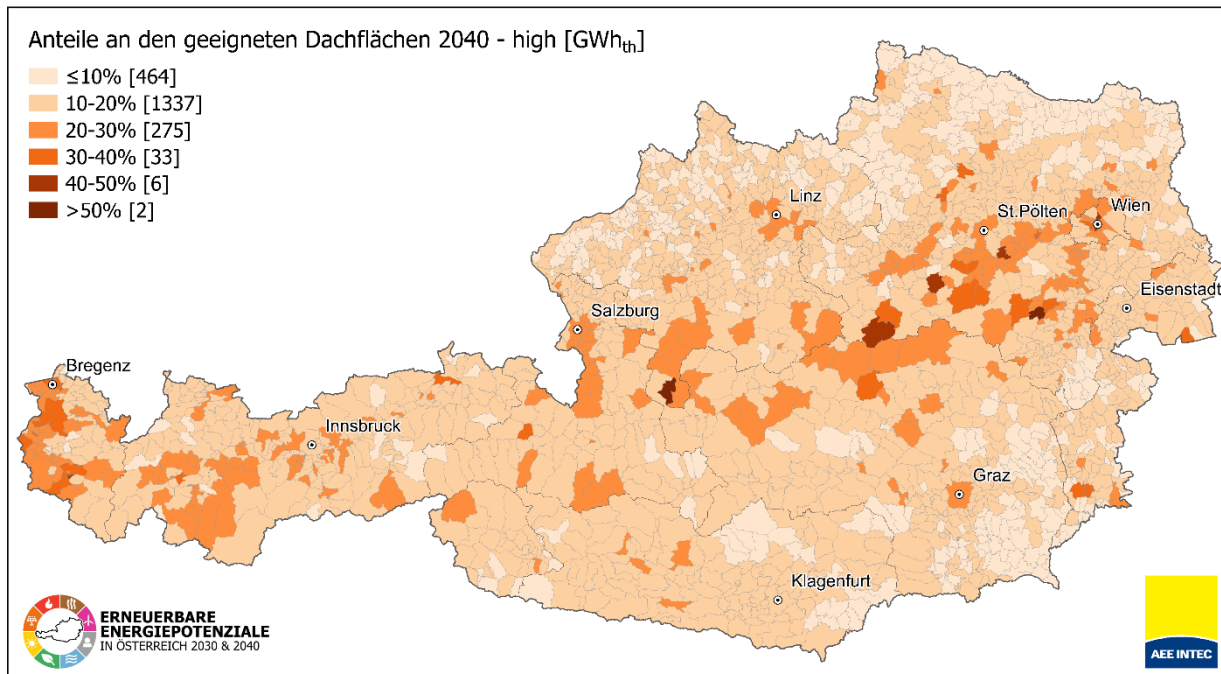 Anteile an den geeigneten Dachflächen 2040 - high [GWhth]
≤10% [464]
10-20% [1337]
20-30% [275]
30-40% [33]
40-50% [6]
>50% [2]
Linz
St.Pölten
Wien
Eisenstadt
Salzburg
Bregenz
Innsbruck
Graz
Klagenfurt
ERNEUERBARE
ENERGIEPOTENZIALE
IN ÖSTERREICH 2030 & 2040
AEE INTEC